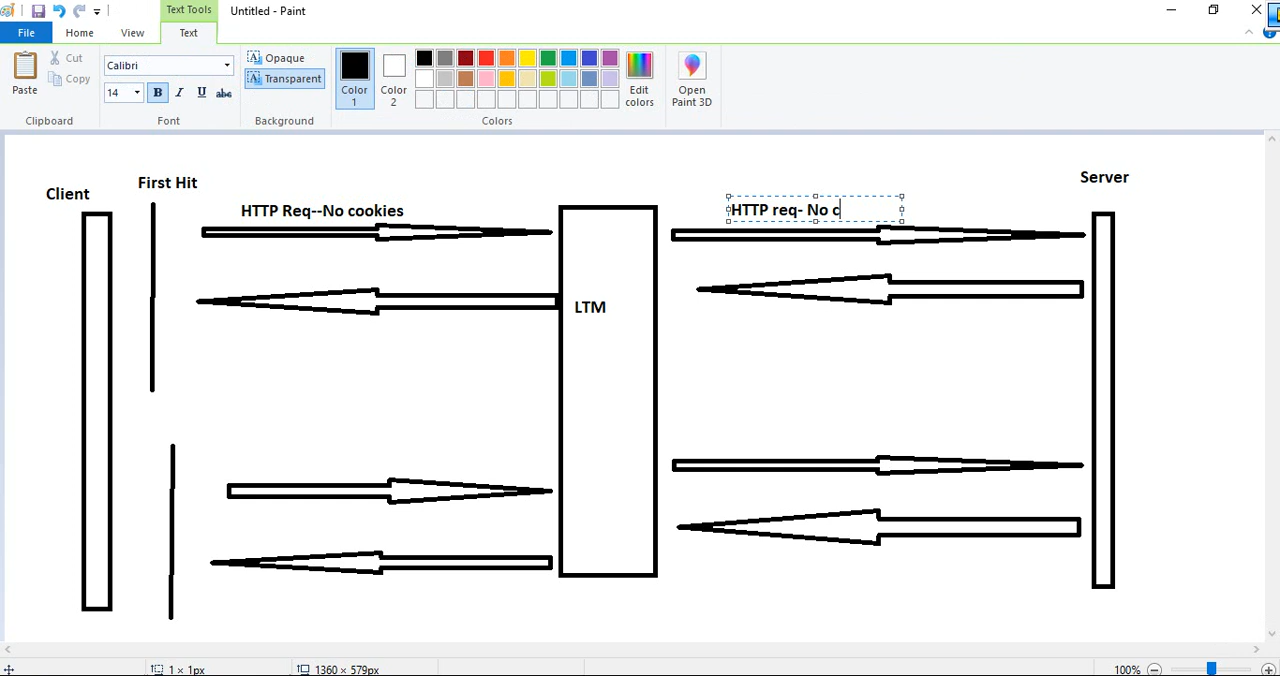 Text Tools
Untitled - Paint
File
Home
View
Text
Paste
Cut
Copy
Clipboard
Calibri
14
B
I
U
abc
Font
Opaque
Transparent
Background
Color 1
Color 2
Edit colors
Colors
Open Paint 3D
Client
First Hit
HTTP Req--No cookies
HTTP req- No c
Server
LTM
1 × 1px
1360 × 579px
100%